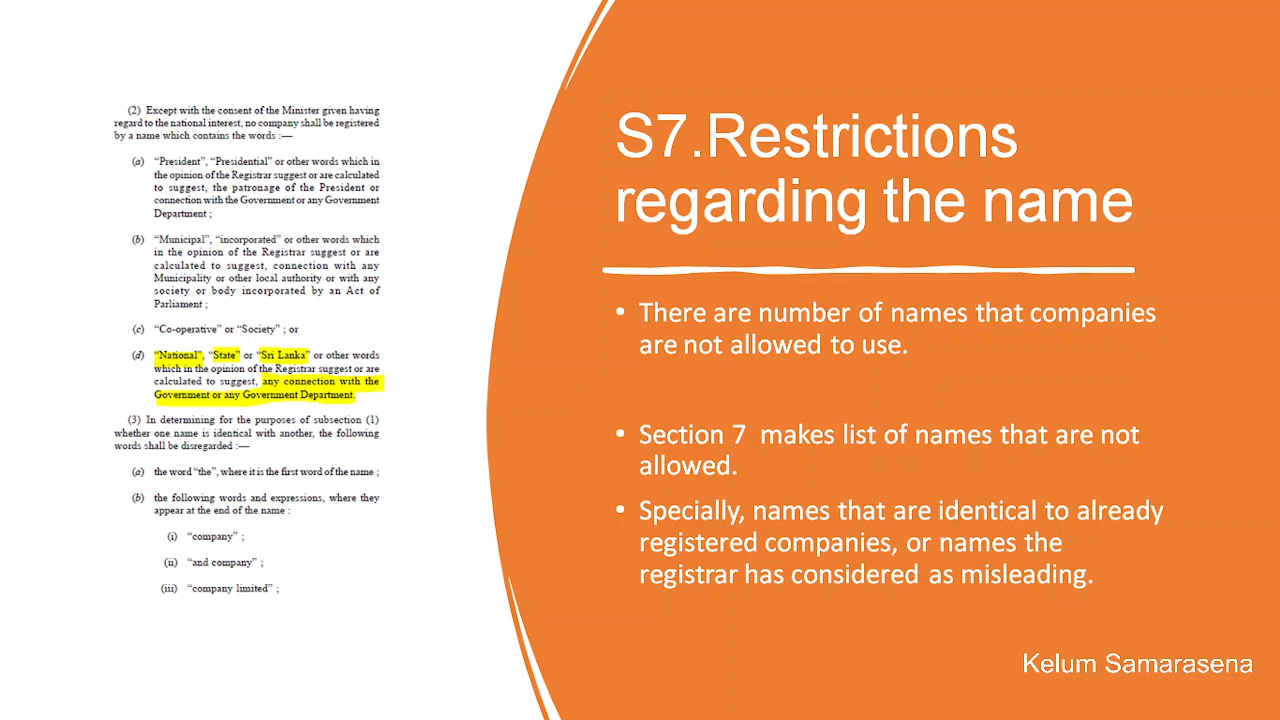 (2) Except with the consent of the Minister given having
regard to the national interest, no company shall be registered
by a name which contains the words :—
(a) “President”, “Presidential” or other words which in
the opinion of the Registrar suggest or are calculated
to suggest, the patronage of the President or
connection with the Government or any Government
Department ;
(b) “Municipal”, “incorporated” or other words which
in the opinion of the Registrar suggest or are
calculated to suggest, connection with any
Municipality or other local authority or with any
society or body incorporated by an Act of
Parliament ;
(c) “Co-operative” or “Society” ; or
(d) “National”, “State” or “Sri Lanka” or other words
which in the opinion of the Registrar suggest or are
calculated to suggest, any connection with the
Government or any Government Department.
(3) In determining for the purposes of subsection (1)
whether one name is identical with another, the following
words shall be disregarded :—
(a) the word “the”, where it is the first word of the name ;
(b) the following words and expressions, where they
appear at the end of the name :
(i) “company” ;
(ii) “and company” ;
(iii) “company limited” ;
S7.Restrictions
regarding the name
• There are number of names that companies
are not allowed to use.
• Section 7 makes list of names that are not
allowed.
• Specially, names that are identical to already
registered companies, or names the
registrar has considered as misleading.
Kelum Samarasena